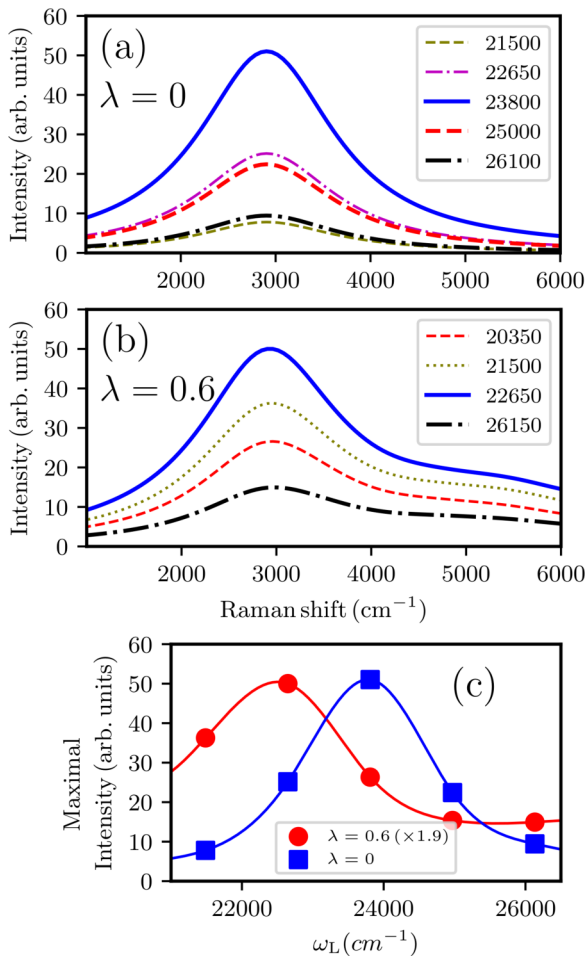 60
50
40
30
20
10
0
Intensity (arb. units)
(a)
λ = 0
21500
22650
23800
25000
26100
2000 3000 4000 5000 6000
60
50
40
30
20
10
0
Intensity (arb. units)
(b)
λ = 0.6
20350
21500
22650
26150
2000 3000 4000 5000 6000
Raman shift (cm⁻¹)
60
50
40
30
20
10
0
Maximal
Intensity (arb. units)
(c)
λ = 0.6 (×1.9)
λ = 0
22000 24000 26000
ω_L(cm⁻¹)